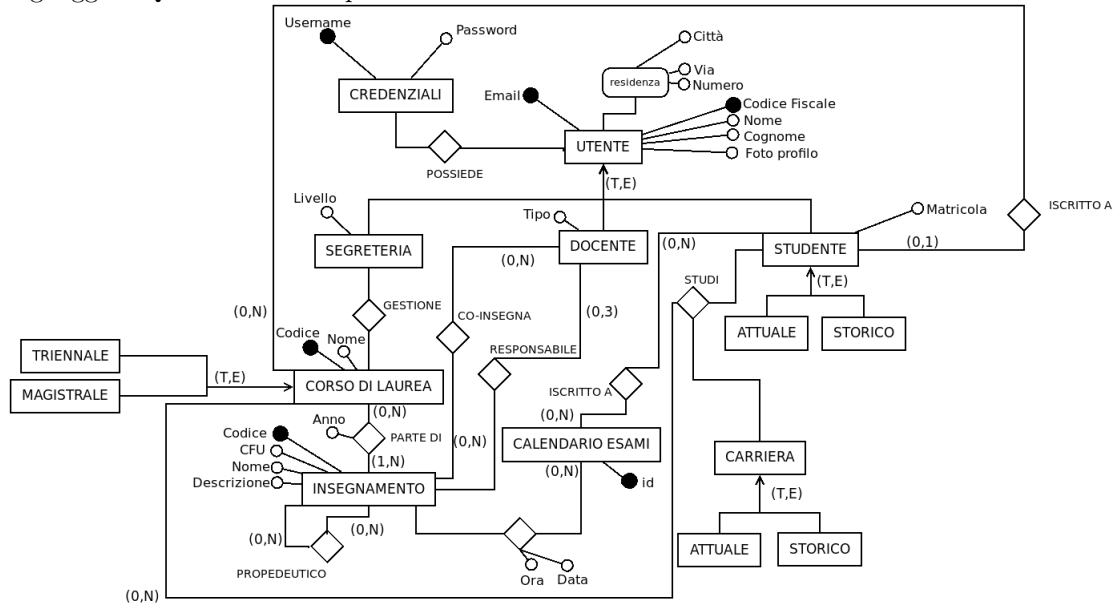 Username
Password
Città
residenza
Via
Numero
CREDENZIALI
Email
Codice Fiscale
Nome
Cognome
Foto profilo
UTENTE
POSSIEDE
(T,E)
Livello
Tipo
Matricola
ISCRITTO A
SEGRETERIA
DOCENTE
(0,N)
(0,N)
STUDENTE
(0,1)
STUDI
(T,E)
(0,N)
GESTIONE
CO-INSEGNA
(0,3)
ATTUALE
STORICO
Codice
Nome
RESPONSABILE
TRIENNALE
MAGISTRALE
(T,E)
CORSO DI LAUREA
ISCRITTO A
(0,N)
(0,N)
Anno
PARTE DI
(0,N)
CALENDARIO ESAMI
Codice
CFU
Nome
Descrizione
(1,N)
(0,N)
id
CARRIERA
INSEGNAMENTO
(T,E)
(0,N)
(0,N)
PROPEDEUTICO
Ora
Data
ATTUALE
STORICO
(0,N)